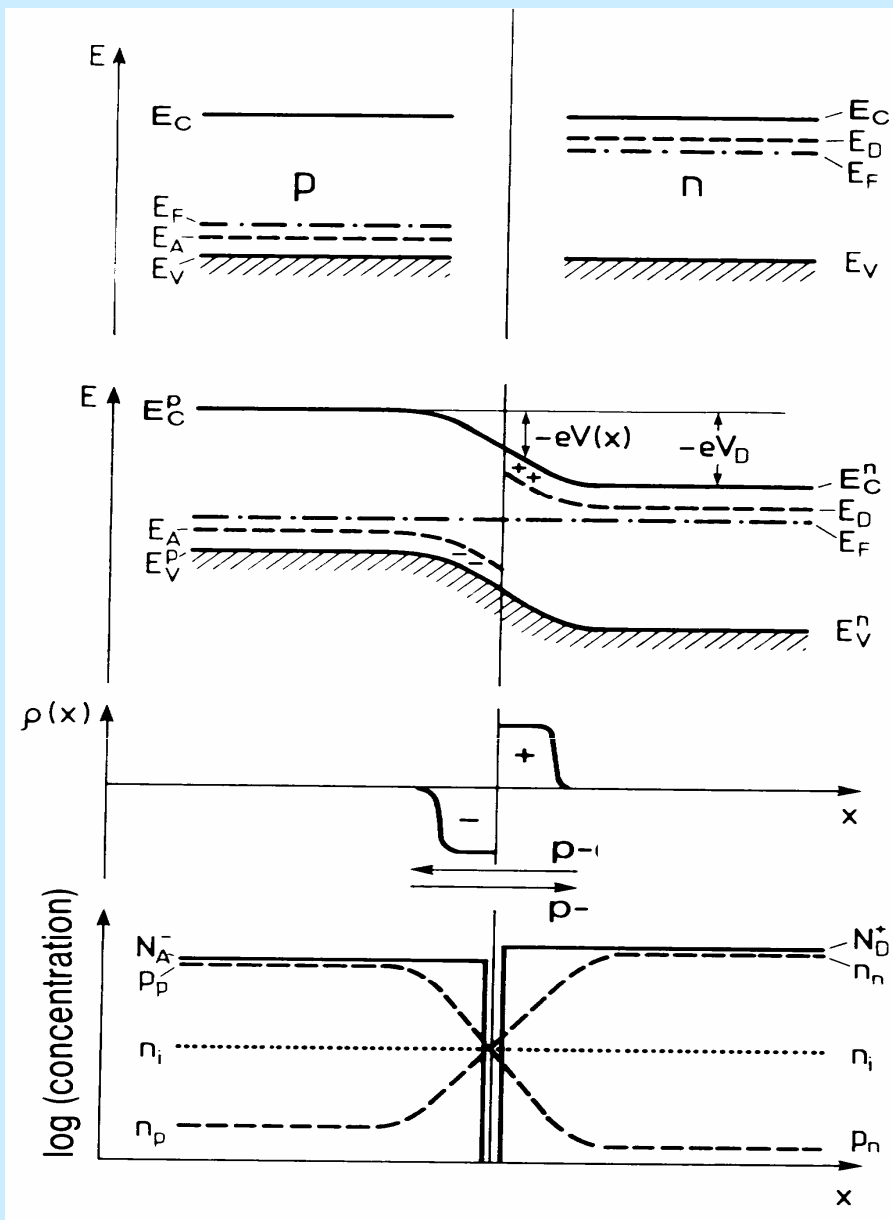 E
E_C
E_C
E_D
E_F
p
n
E_F
E_A
E_V
E_V
E
E_C^p
-eV(x)
-eV_D
E_C^n
++
E_D
E_A
E_F
E_V^p
--
E_V^n
ρ(x)
+
-
x
p-
p-
log (concentration)
N_A^-
N_D^+
p_p
n_n
n_i
n_i
n_p
p_n
x